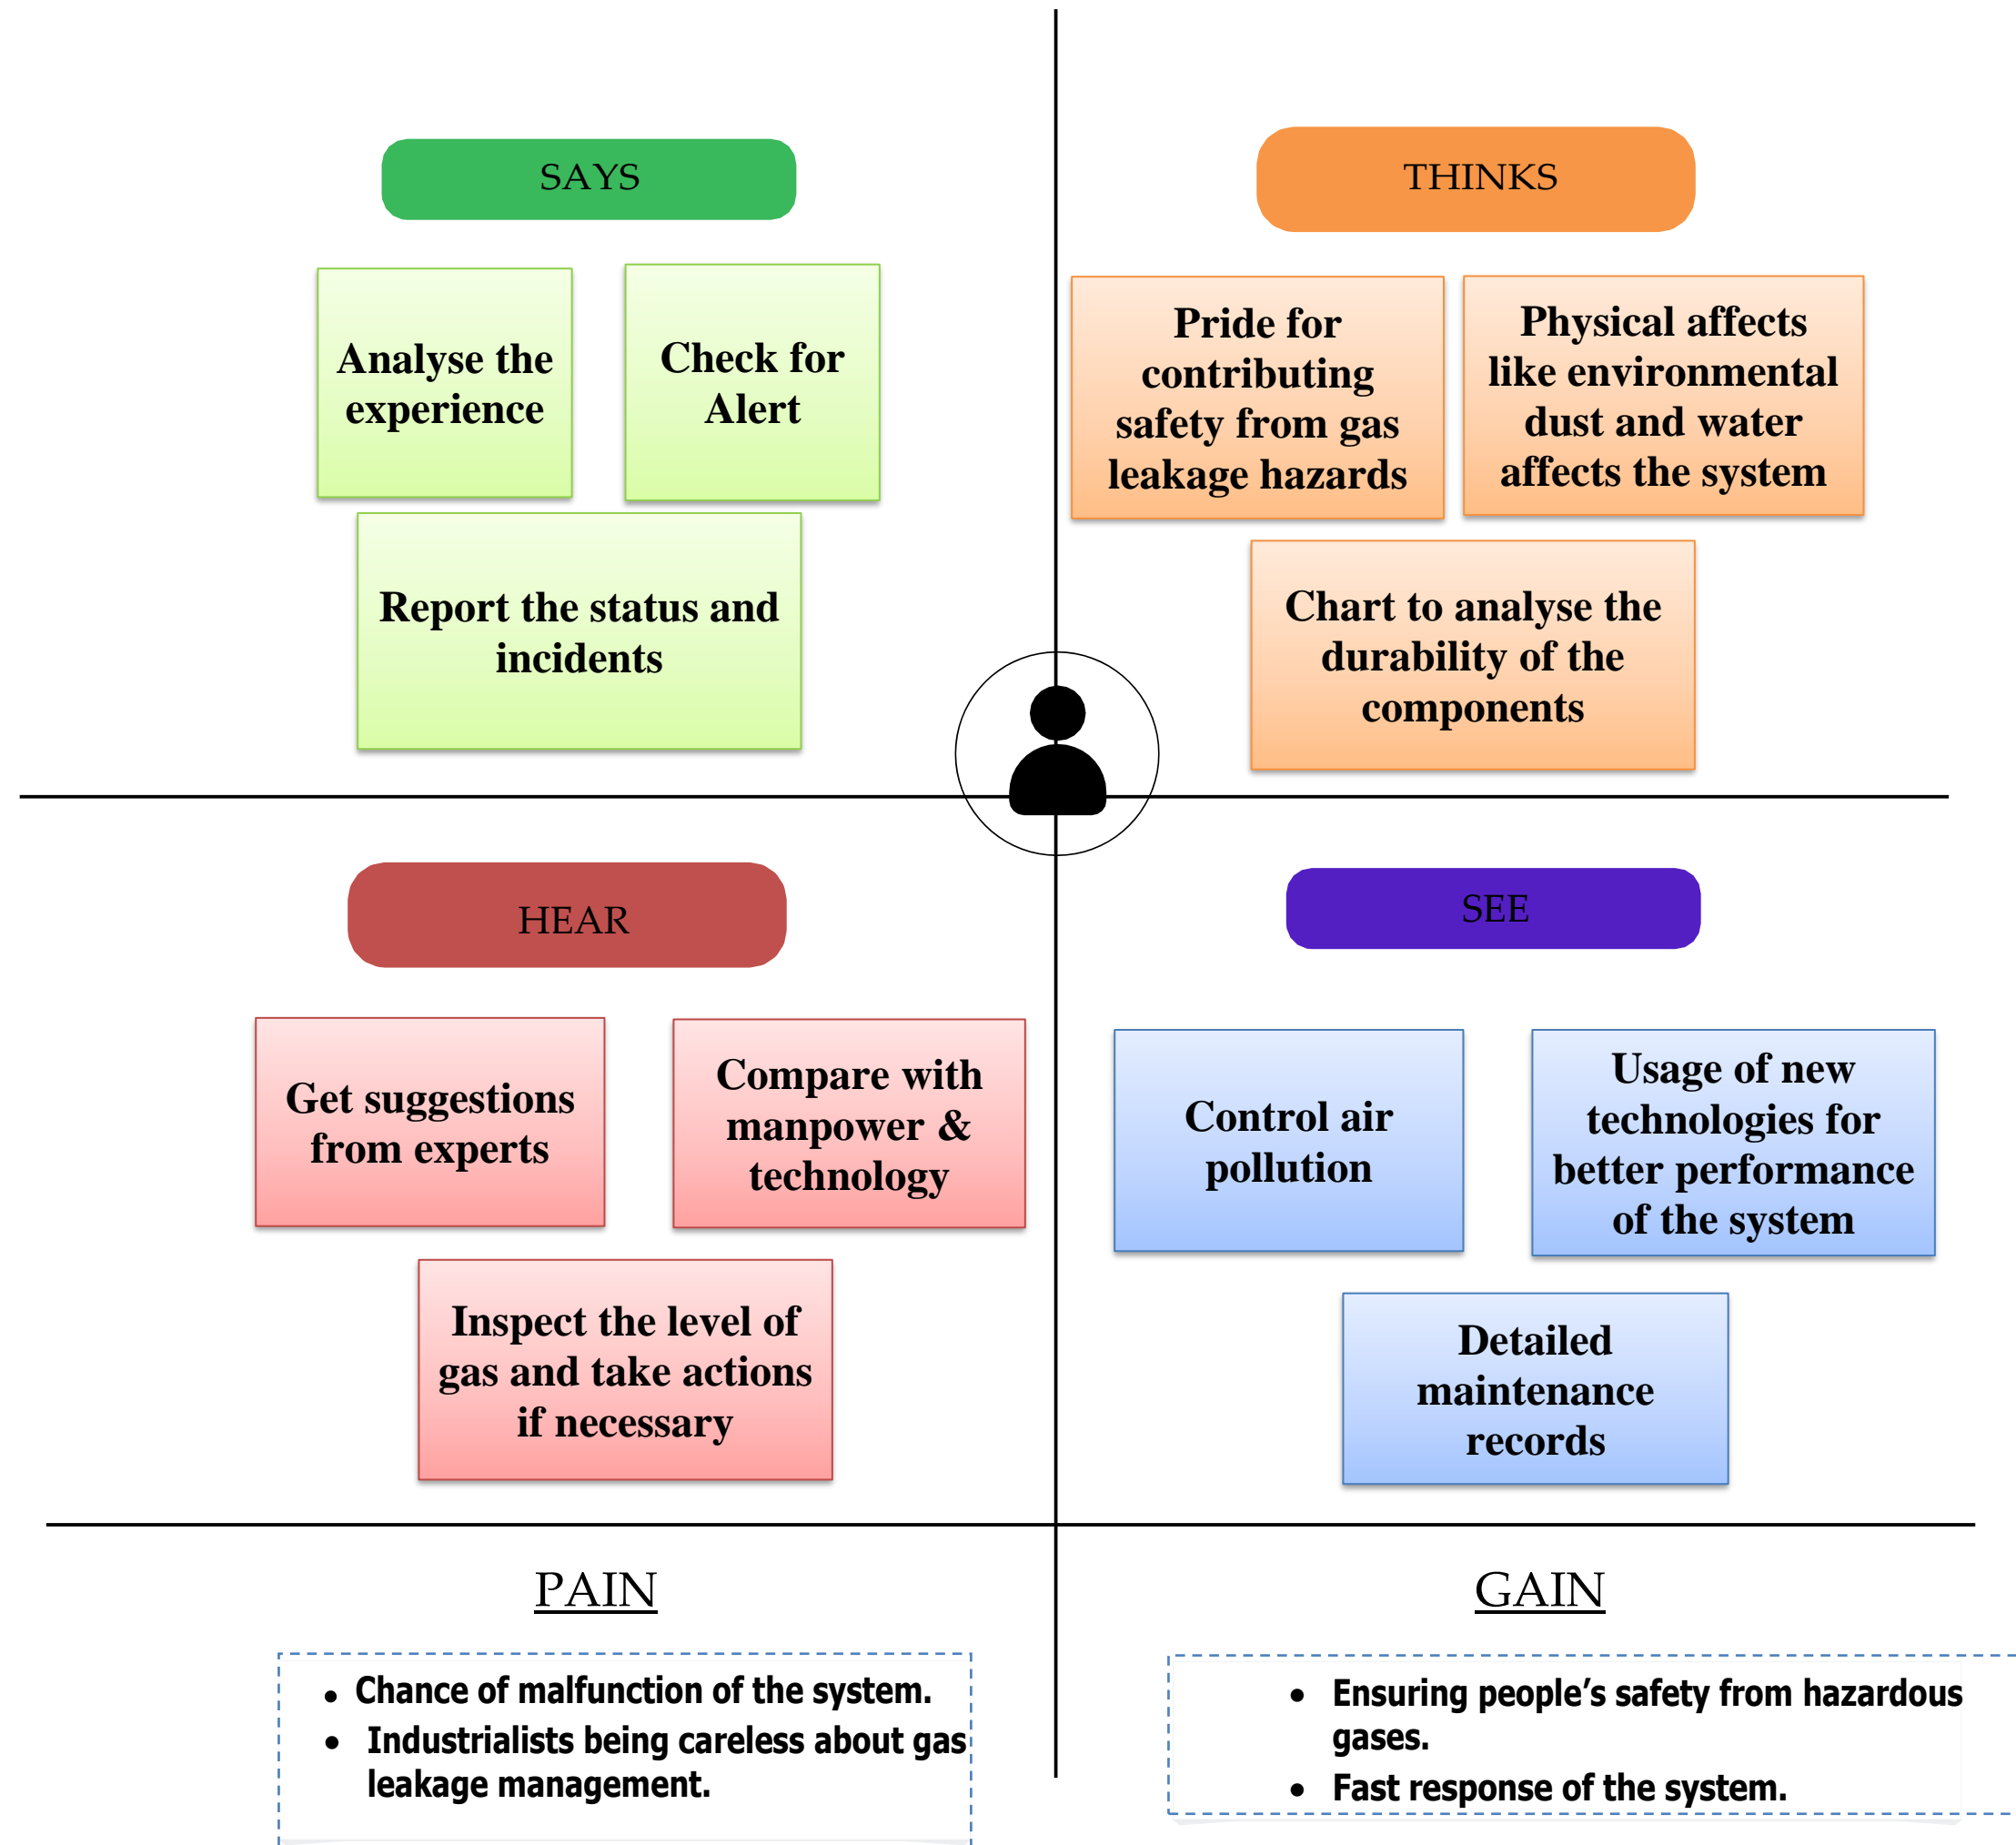 SAYS
Analyse the
experience
Check for
Alert
Report the status and
incidents
THINKS
Pride for
contributing
safety from gas
leakage hazards
Physical affects
like environmental
dust and water
affects the system
Chart to analyse the
durability of the
components
HEAR
Get suggestions
from experts
Compare with
manpower &
technology
Inspect the level of
gas and take actions
if necessary
SEE
Control air
pollution
Usage of new
technologies for
better performance
of the system
Detailed
maintenance
records
PAIN
• Chance of malfunction of the system.
• Industrialists being careless about gas
leakage management.
GAIN
• Ensuring people’s safety from hazardous
gases.
• Fast response of the system.